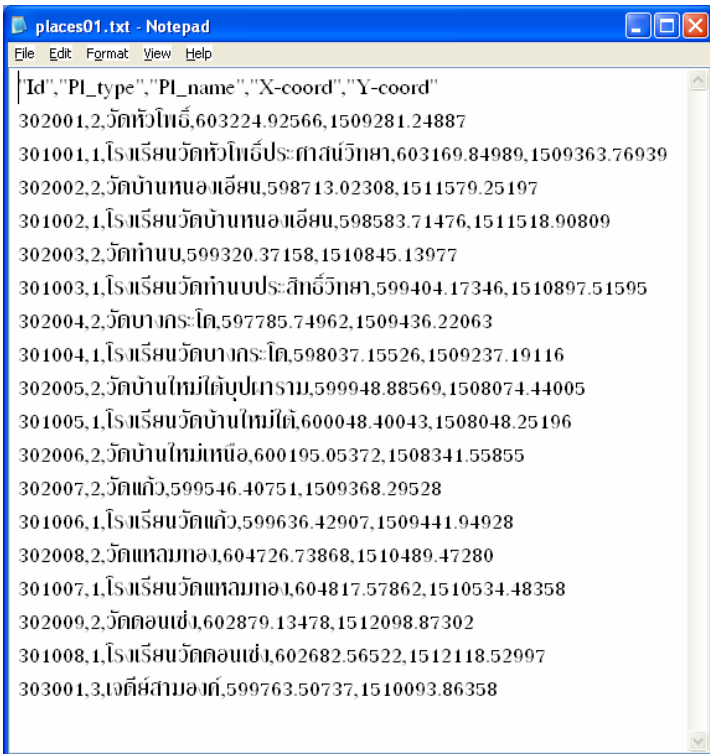 places01.txt - Notepad
File Edit Format View Help
"Id","Pl_type","Pl_name","X-coord","Y-coord"
302001,2,วัดหัวโพธิ์,603224.92566,1509281.24887
301001,1,โรงเรียนวัดหัวโพธิ์ประศาสน์วิทยา,603169.84989,1509363.76939
302002,2,วัดบ้านหนองเอียน,598713.02308,1511579.25197
301002,1,โรงเรียนวัดบ้านหนองเอียน,598583.71476,1511518.90809
302003,2,วัดทำนบ,599320.37158,1510845.13977
301003,1,โรงเรียนวัดทำนบประสิทธิ์วิทยา,599404.17346,1510897.51595
302004,2,วัดบางกระโด,597785.74962,1509436.22063
301004,1,โรงเรียนวัดบางกระโด,598037.15526,1509237.19116
302005,2,วัดบ้านใหม่ใต้บุปผาราม,599948.88569,1508074.44005
301005,1,โรงเรียนวัดบ้านใหม่ใต้,600048.40043,1508048.25196
302006,2,วัดบ้านใหม่เหนือ,600195.05372,1508341.55855
302007,2,วัดแก้ว,599546.40751,1509368.29528
301006,1,โรงเรียนวัดแก้ว,599636.42907,1509441.94928
302008,2,วัดแหลมทอง,604726.73868,1510489.47280
301007,1,โรงเรียนวัดแหลมทอง,604817.57862,1510534.48358
302009,2,วัดดอนเซ่ง,602879.13478,1512098.87302
301008,1,โรงเรียนวัดดอนเซ่ง,602682.56522,1512118.52997
303001,3,เจดีย์สามองค์,599763.50737,1510093.86358